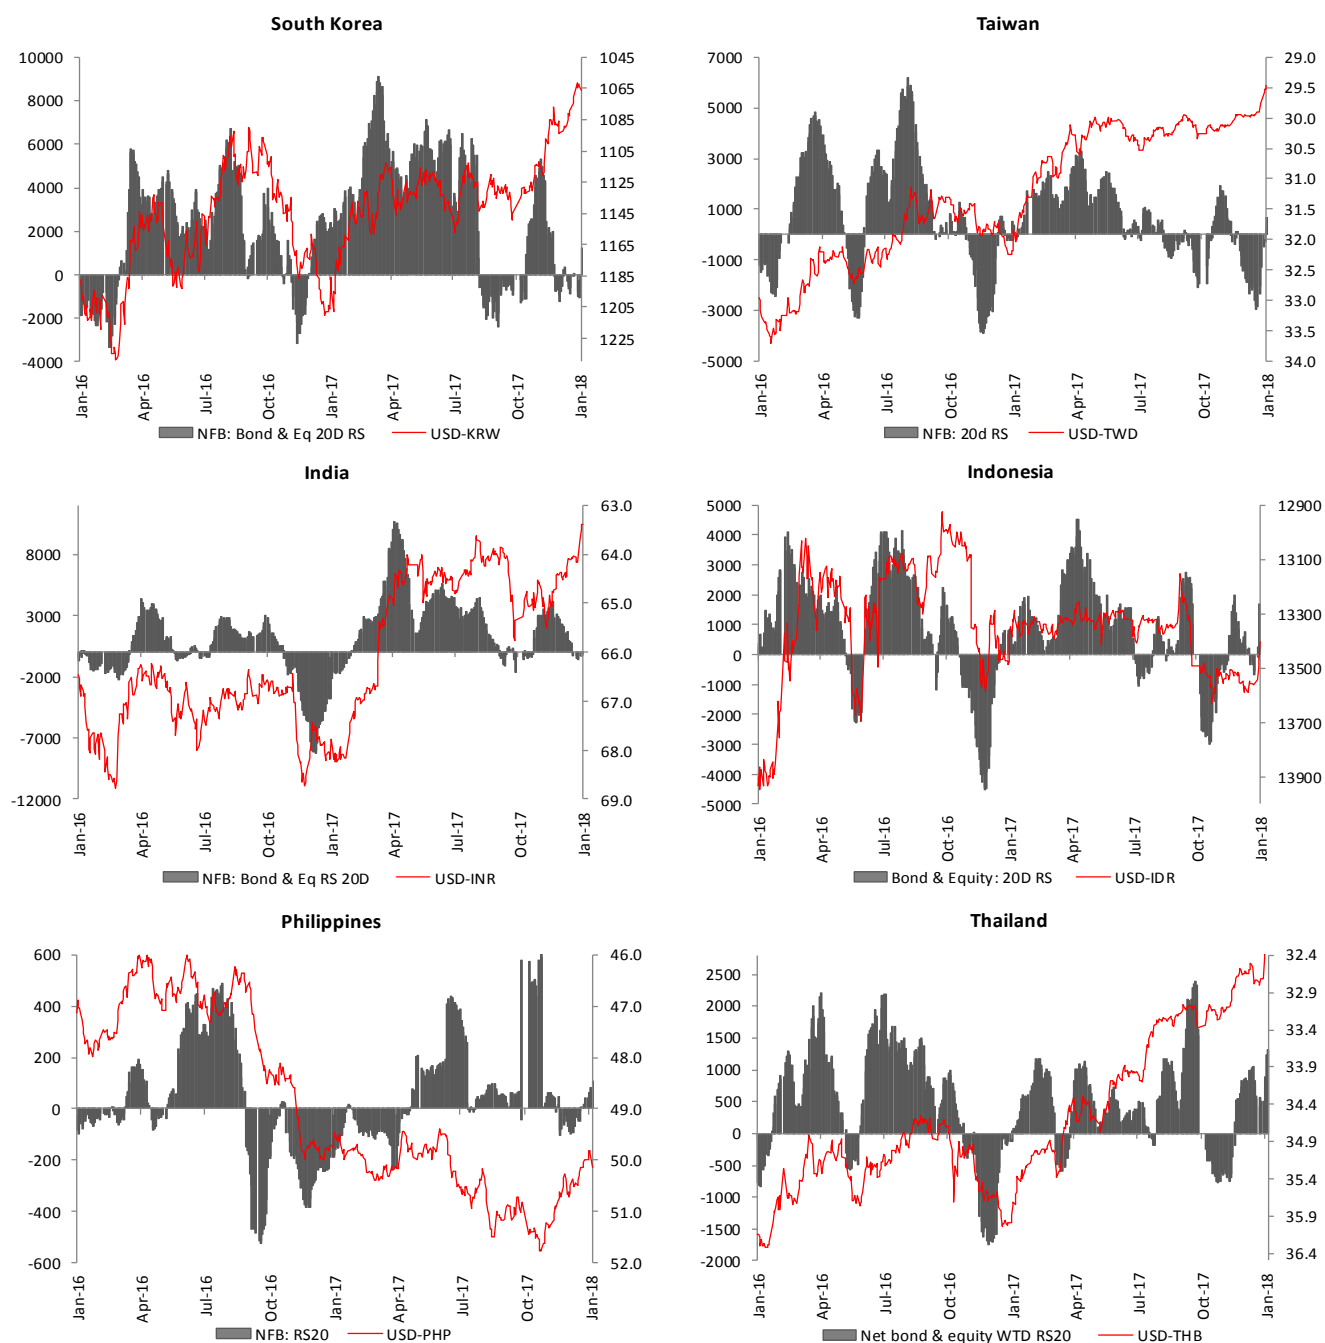 South Korea
10000
8000
6000
4000
2000
0
-2000
-4000
1045
1065
1085
1105
1125
1145
1165
1185
1205
1225
Jan-16
Apr-16
Jul-16
Oct-16
Jan-17
Apr-17
Jul-17
Oct-17
Jan-18
NFB: Bond & Eq 20D RS
USD-KRW
Taiwan
7000
5000
3000
1000
-1000
-3000
-5000
29.0
29.5
30.0
30.5
31.0
31.5
32.0
32.5
33.0
33.5
34.0
Jan-16
Apr-16
Jul-16
Oct-16
Jan-17
Apr-17
Jul-17
Oct-17
Jan-18
NFB: 20d RS
USD-TWD
India
8000
3000
-2000
-7000
-12000
63.0
64.0
65.0
66.0
67.0
68.0
69.0
Jan-16
Apr-16
Jul-16
Oct-16
Jan-17
Apr-17
Jul-17
Oct-17
Jan-18
NFB: Bond & Eq RS 20D
USD-INR
Indonesia
5000
4000
3000
2000
1000
0
-1000
-2000
-3000
-4000
-5000
12900
13100
13300
13500
13700
13900
Jan-16
Apr-16
Jul-16
Oct-16
Jan-17
Apr-17
Jul-17
Oct-17
Jan-18
Bond & Equity: 20D RS
USD-IDR
Philippines
600
400
200
0
-200
-400
-600
46.0
47.0
48.0
49.0
50.0
51.0
52.0
Jan-16
Apr-16
Jul-16
Oct-16
Jan-17
Apr-17
Jul-17
Oct-17
Jan-18
NFB: RS20
USD-PHP
Thailand
2500
2000
1500
1000
500
0
-500
-1000
-1500
-2000
32.4
32.9
33.4
33.9
34.4
34.9
35.4
35.9
36.4
Jan-16
Apr-16
Jul-16
Oct-16
Jan-17
Apr-17
Jul-17
Oct-17
Jan-18
Net bond & equity WTD RS20
USD-THB